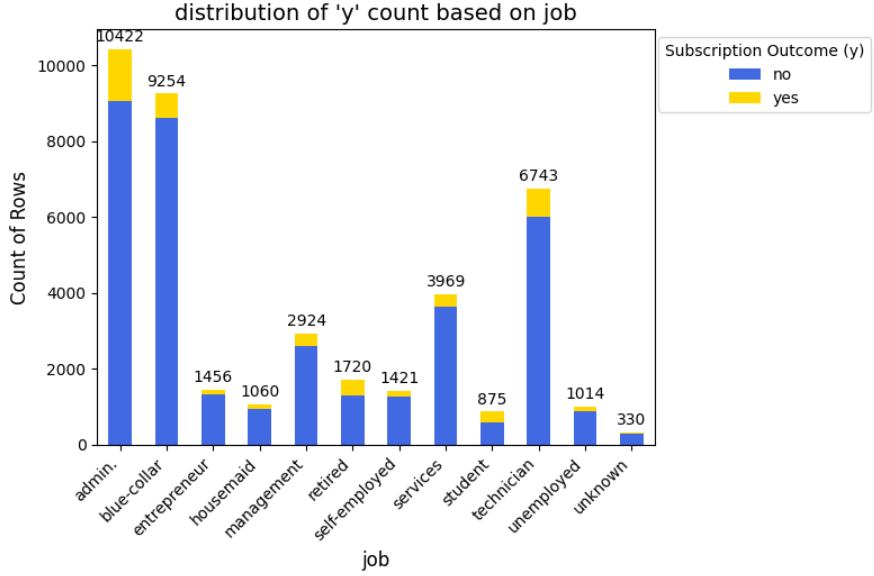 distribution of 'y' count based on job
10422
9254
1456
1060
2924
1720
1421
3969
875
6743
1014
330
Count of Rows
10000
8000
6000
4000
2000
0
admin.
blue-collar
entrepreneur
housemaid
management
retired
self-employed
services
student
technician
unemployed
unknown
job
Subscription Outcome (y)
no
yes